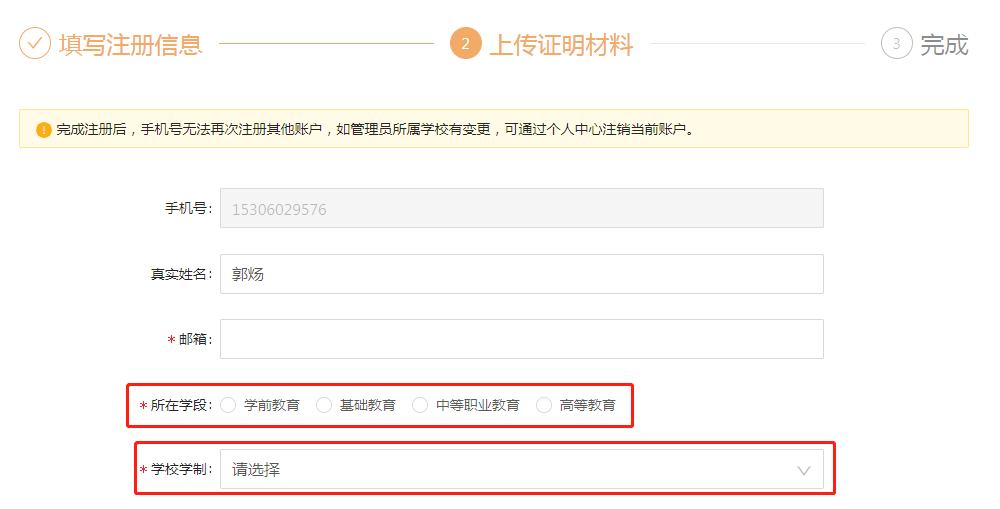 填写注册信息 2 上传证明材料 3 完成
! 完成注册后，手机号无法再次注册其他账户，如管理员所属学校有变更，可通过个人中心注销当前账户。
手机号: 15306029576
真实姓名: 郭炀
* 邮箱:
* 所在学段: 学前教育 基础教育 中等职业教育 高等教育
* 学校学制: 请选择